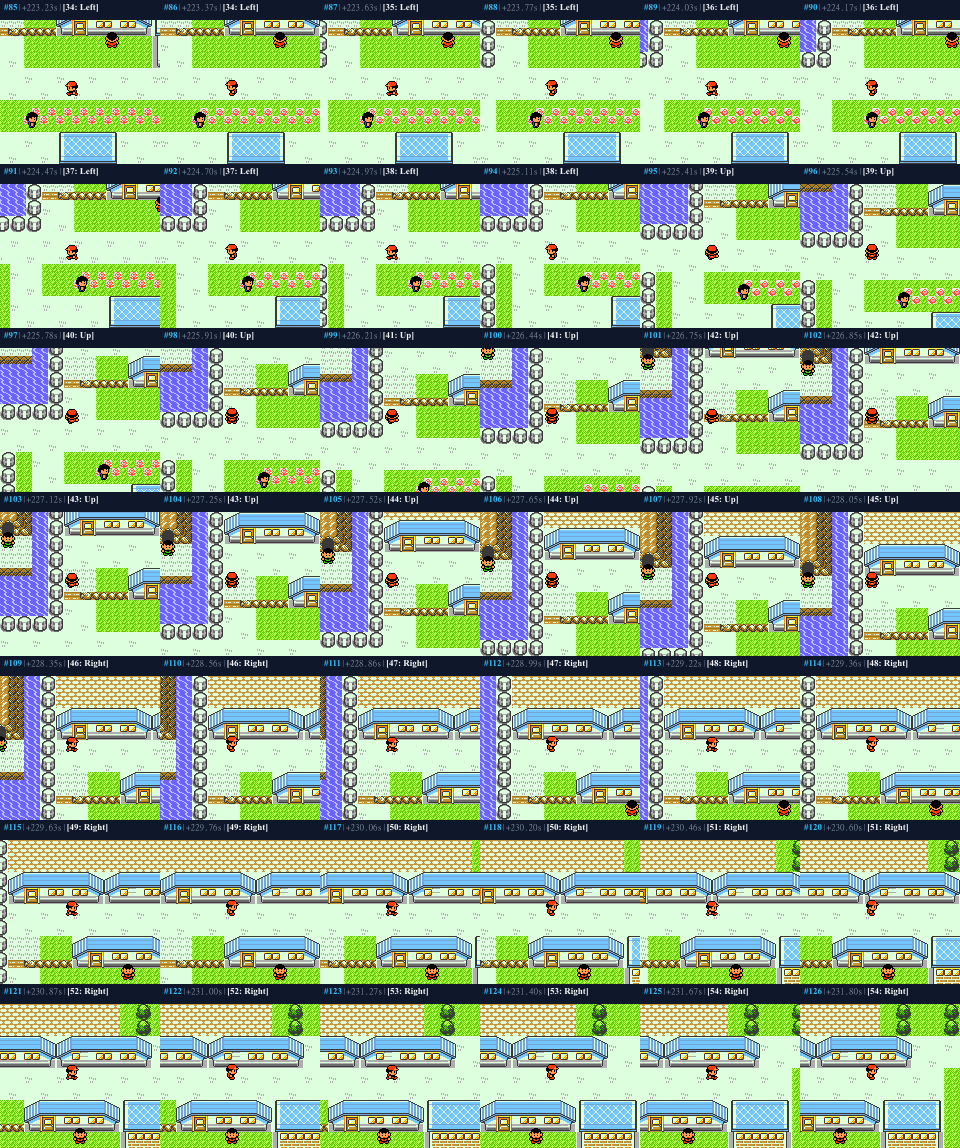 #85|+223.23s|[34: Left] #86|+223.37s|[34: Left] #87|+223.63s|[35: Left] #88|+223.77s|[35: Left] #89|+224.03s|[36: Left] #90|+224.17s|[36: Left]
#91|+224.47s|[37: Left] #92|+224.70s|[37: Left] #93|+224.97s|[38: Left] #94|+225.11s|[38: Left] #95|+225.41s|[39: Up] #96|+225.54s|[39: Up]
#97|+225.78s|[40: Up] #98|+225.91s|[40: Up] #99|+226.21s|[41: Up] #100|+226.44s|[41: Up] #101|+226.75s|[42: Up] #102|+226.85s|[42: Up]
#103|+227.12s|[43: Up] #104|+227.25s|[43: Up] #105|+227.52s|[44: Up] #106|+227.65s|[44: Up] #107|+227.92s|[45: Up] #108|+228.05s|[45: Up]
#109|+228.35s|[46: Right] #110|+228.56s|[46: Right] #111|+228.86s|[47: Right] #112|+228.99s|[47: Right] #113|+229.22s|[48: Right] #114|+229.36s|[48: Right]
#115|+229.63s|[49: Right] #116|+229.76s|[49: Right] #117|+230.06s|[50: Right] #118|+230.20s|[50: Right] #119|+230.46s|[51: Right] #120|+230.60s|[51: Right]
#121|+230.87s|[52: Right] #122|+231.00s|[52: Right] #123|+231.27s|[53: Right] #124|+231.40s|[53: Right] #125|+231.67s|[54: Right] #126|+231.80s|[54: Right]